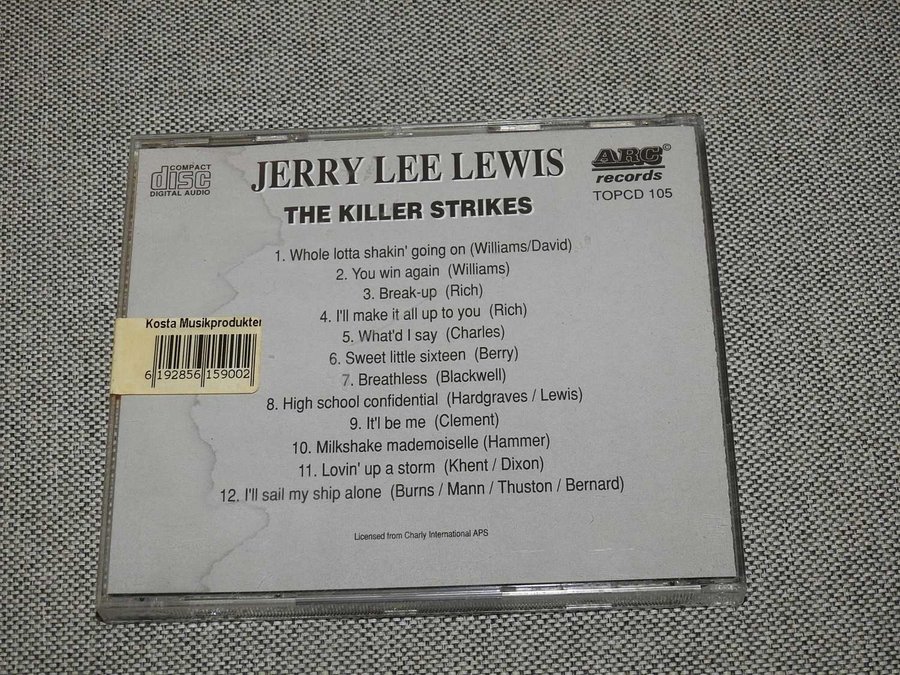 COMPACT
disc
DIGITAL AUDIO
JERRY LEE LEWIS
ARC©
records
TOPCD 105
THE KILLER STRIKES
1. Whole lotta shakin' going on (Williams/David)
2. You win again (Williams)
3. Break-up (Rich)
4. I'll make it all up to you (Rich)
5. What'd I say (Charles)
6. Sweet little sixteen (Berry)
7. Breathless (Blackwell)
8. High school confidential (Hardgraves / Lewis)
9. It'l be me (Clement)
10. Milkshake mademoiselle (Hammer)
11. Lovin' up a storm (Khent / Dixon)
12. I'll sail my ship alone (Burns / Mann / Thuston / Bernard)
Kosta Musikprodukter
6 192856 159002
Licensed from Charly International APS